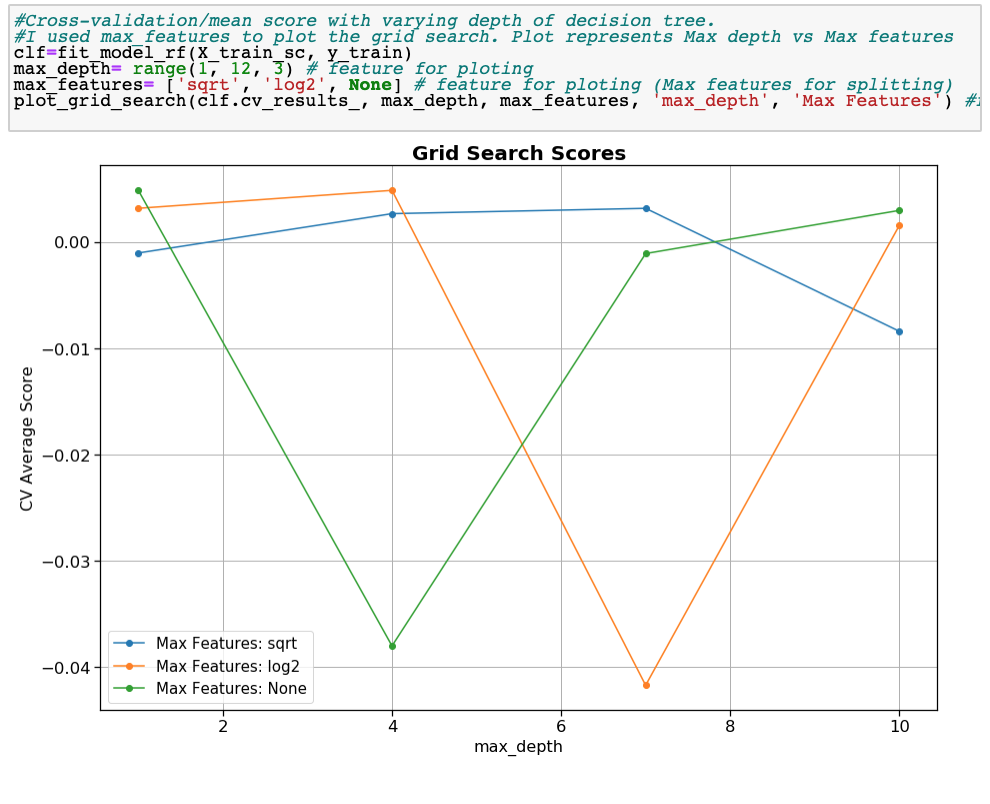 #Cross-validation/mean score with varying depth of decision tree.
#I used max_features to plot the grid search. Plot represents Max depth vs Max features
clf=fit_model_rf(X_train_sc, y_train)
max_depth= range(1, 12, 3) # feature for ploting
max_features= ['sqrt', 'log2', None] # feature for ploting (Max features for splitting)
plot_grid_search(clf.cv_results_, max_depth, max_features, 'max_depth', 'Max Features')
Grid Search Scores
0.00
−0.01
−0.02
−0.03
−0.04
CV Average Score
Max Features: sqrt
Max Features: log2
Max Features: None
2 4 6 8 10
max_depth